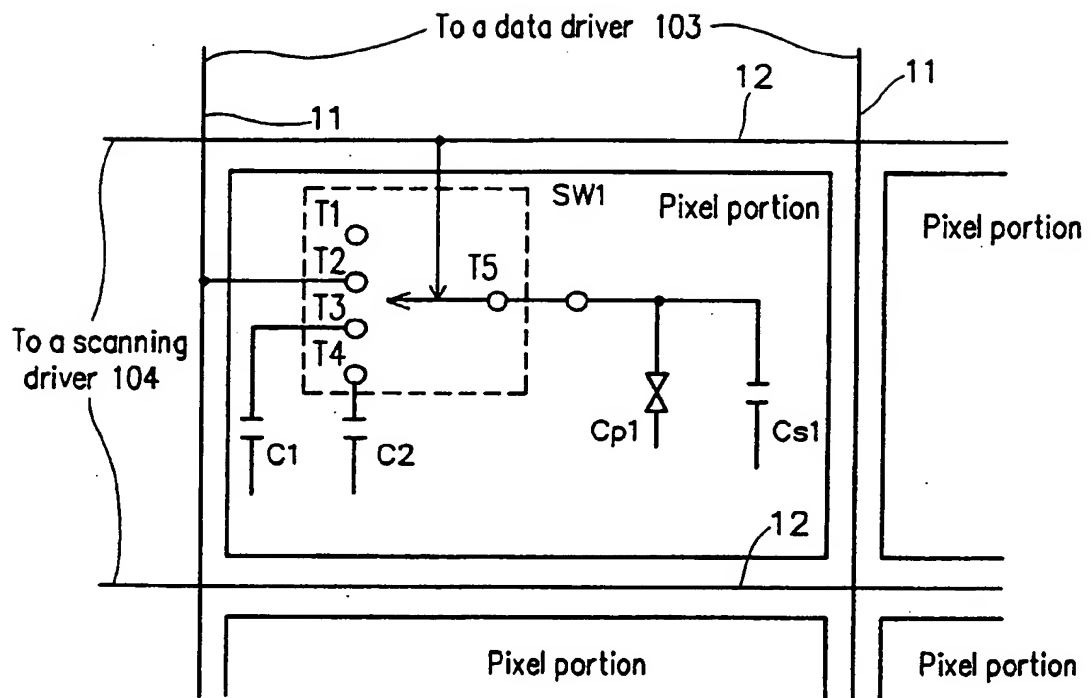 To a data driver 103
11
12
11
SW1
Pixel portion
Pixel portion
T1
T2
T5
T3
T4
To a scanning
driver 104
C1
C2
Cp1
Cs1
12
Pixel portion
Pixel portion